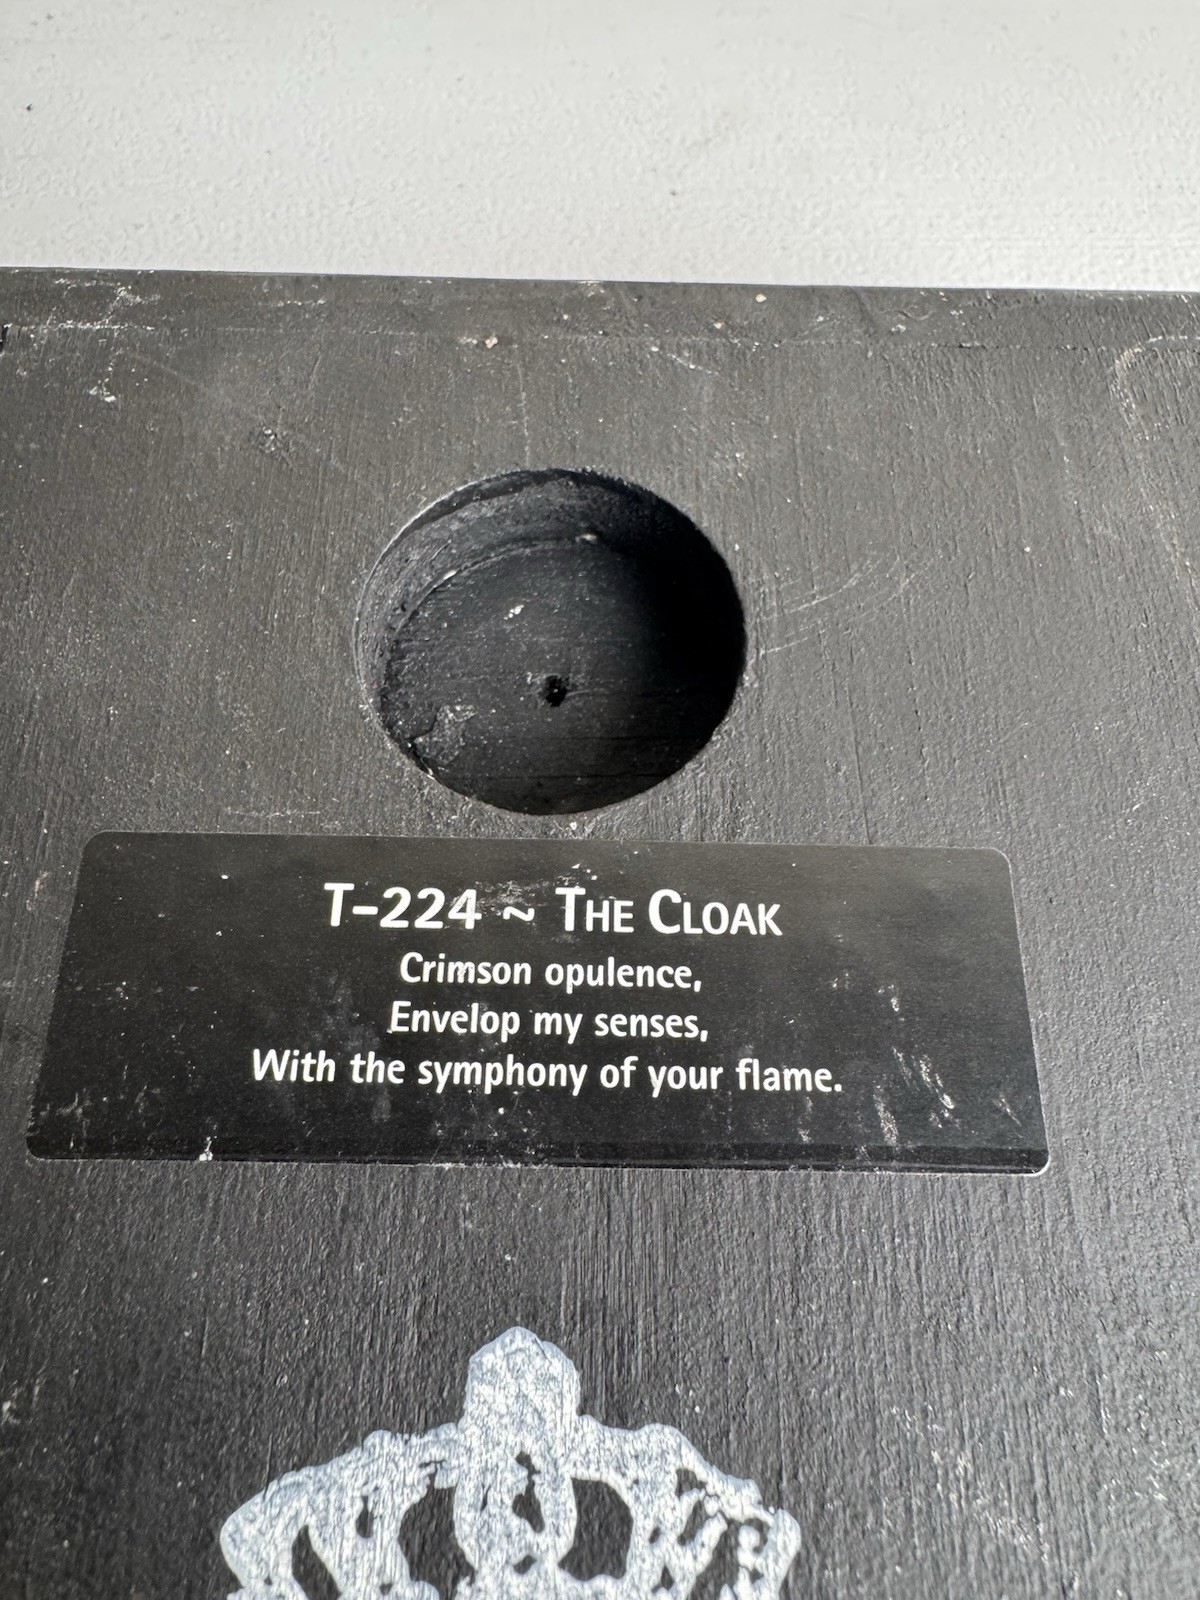 T-224 ~ The Cloak
Crimson opulence,
Envelop my senses,
With the symphony of your flame.